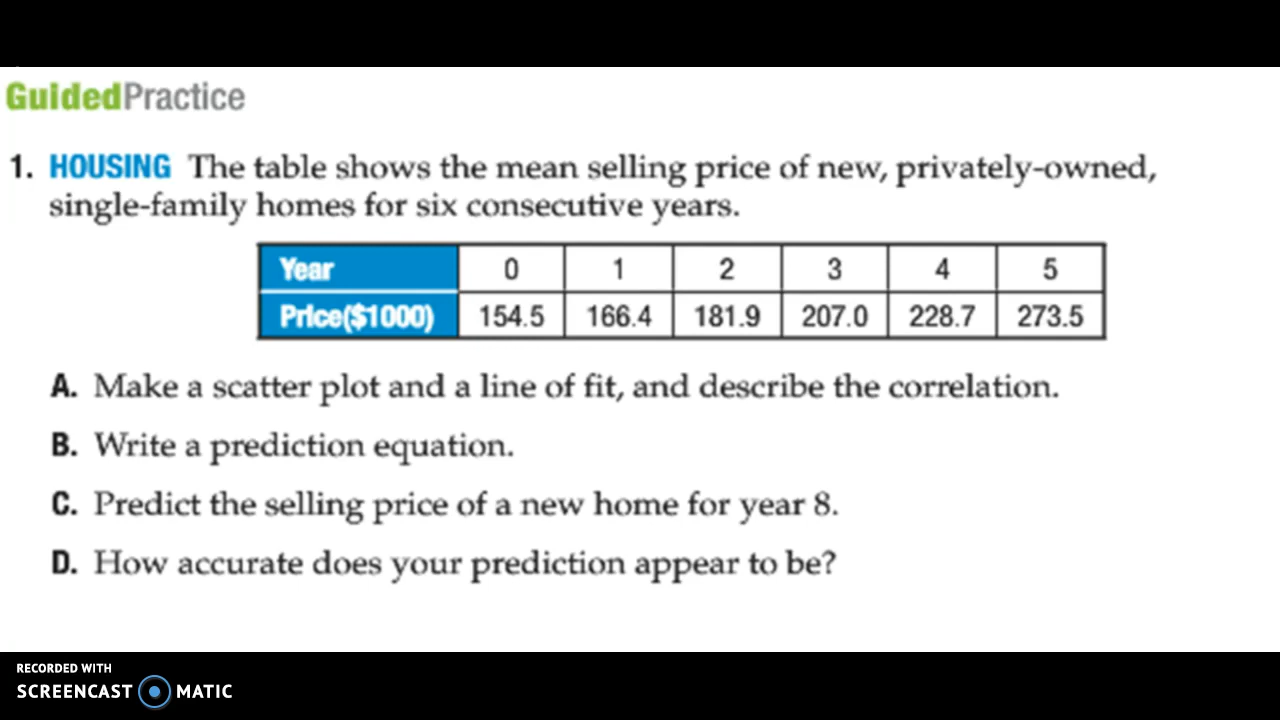 GuidedPractice
1. HOUSING The table shows the mean selling price of new, privately-owned,
single-family homes for six consecutive years.
Year 0 1 2 3 4 5
Price($1000) 154.5 166.4 181.9 207.0 228.7 273.5
A. Make a scatter plot and a line of fit, and describe the correlation.
B. Write a prediction equation.
C. Predict the selling price of a new home for year 8.
D. How accurate does your prediction appear to be?
RECORDED WITH
SCREENCAST MATIC